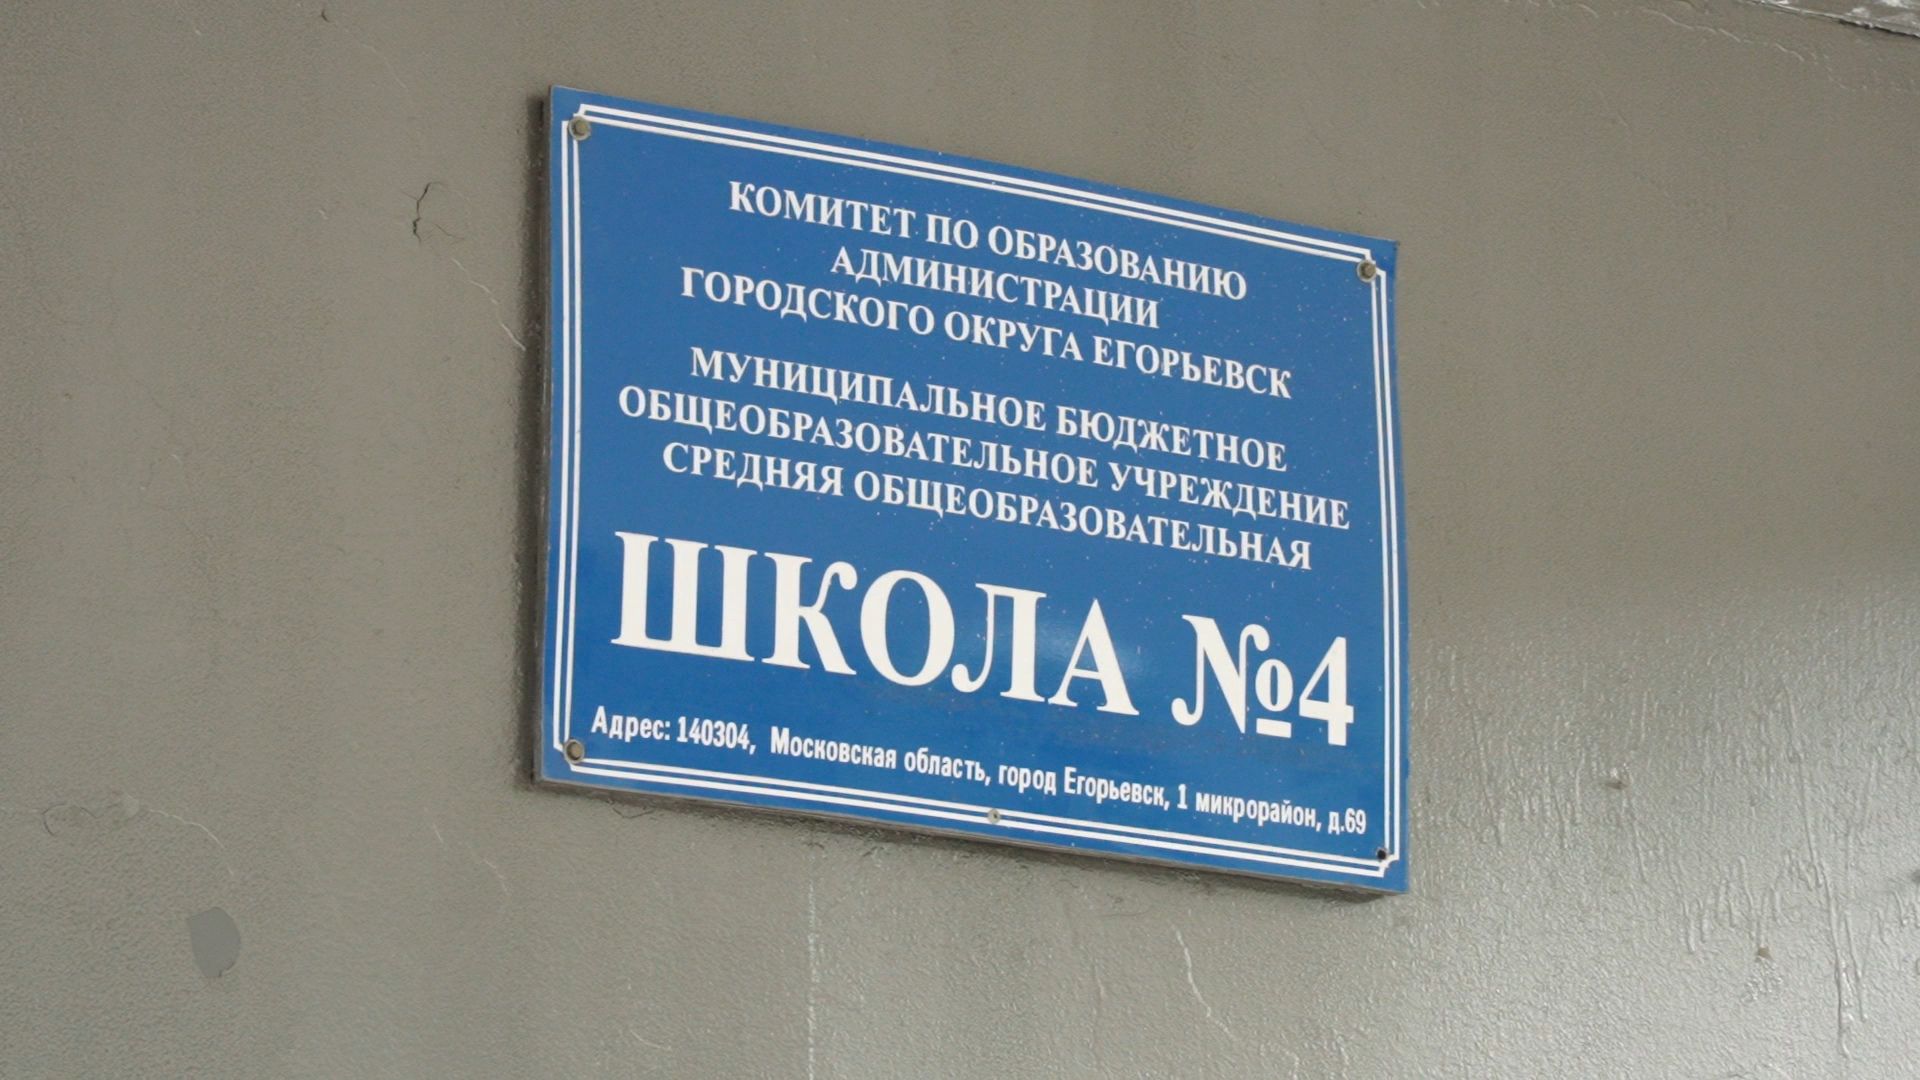 КОМИТЕТ ПО ОБРАЗОВАНИЮ
АДМИНИСТРАЦИИ
ГОРОДСКОГО ОКРУГА ЕГОРЬЕВСК
МУНИЦИПАЛЬНОЕ БЮДЖЕТНОЕ
ОБЩЕОБРАЗОВАТЕЛЬНОЕ УЧРЕЖДЕНИЕ
СРЕДНЯЯ ОБЩЕОБРАЗОВАТЕЛЬНАЯ
ШКОЛА №4
Адрес: 140304, Московская область, город Егорьевск, 1 микрорайон, д.69